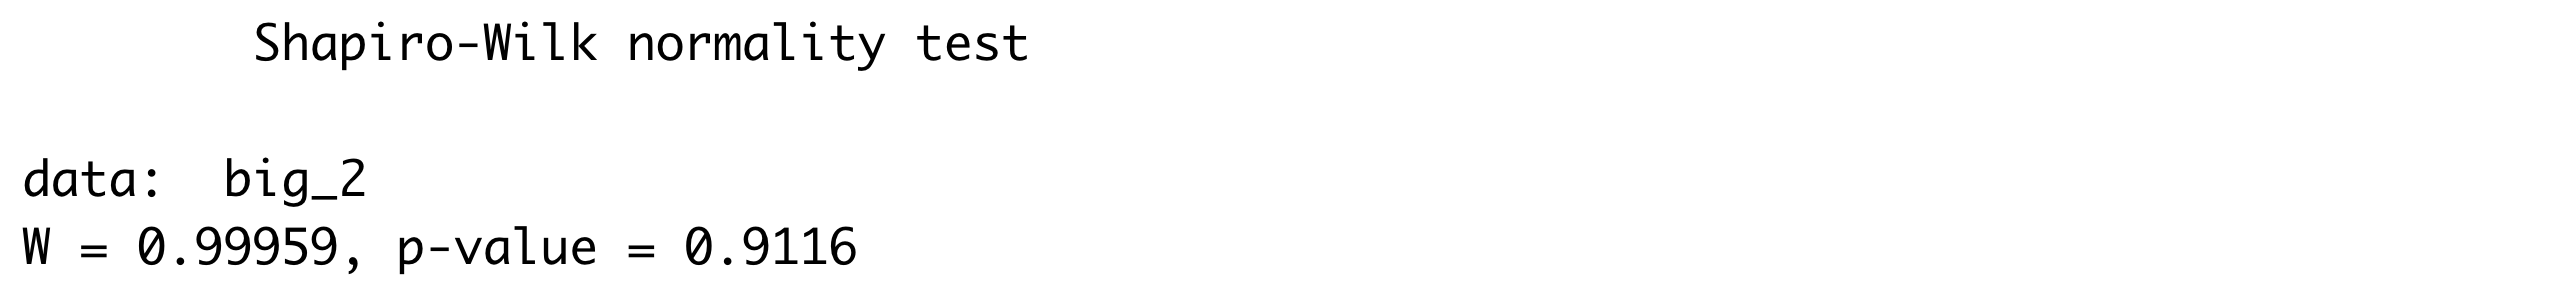 Shapiro-Wilk normality test
data:  big_2
W = 0.99959, p-value = 0.9116